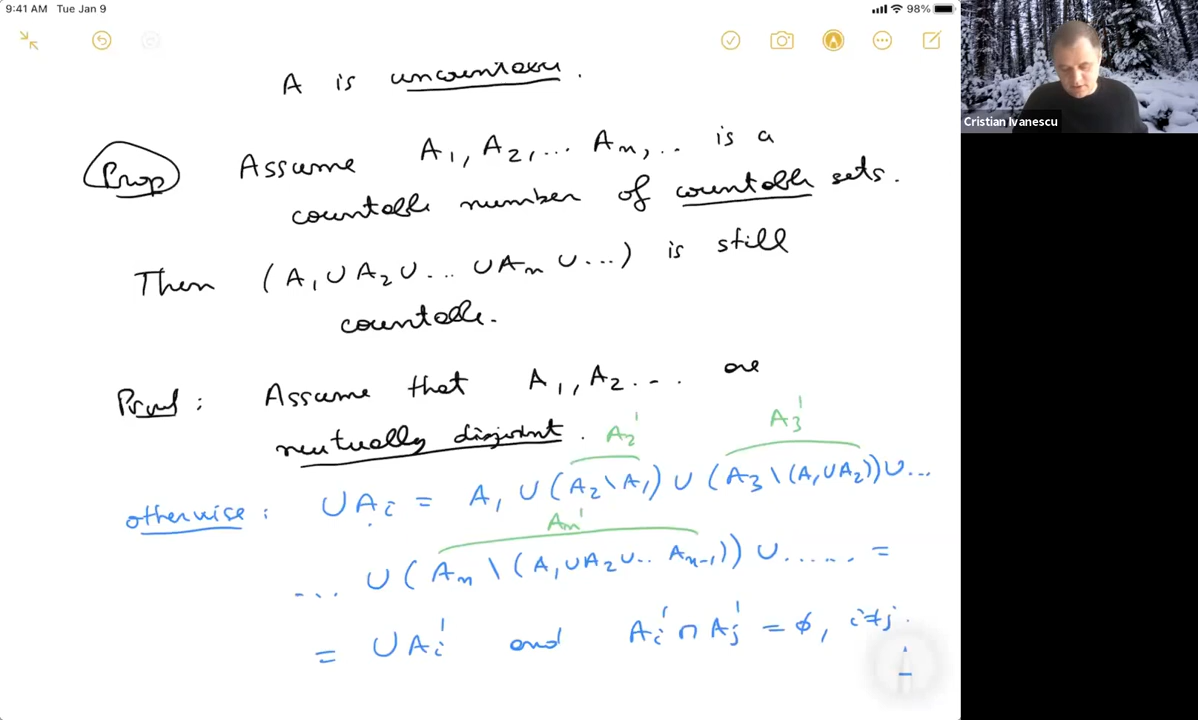 9:41 AM Tue Jan 9
98%
Cristian Ivanescu
A is uncountable.
Prop Assume A₁, A₂, ... Aₙ, .. is a
countable number of countable sets.
Then (A₁ ∪ A₂ ∪ ... ∪ Aₙ ∪ ...) is still
countable.
Proof : Assume that A₁, A₂ ... are
mutually disjoint.
otherwise : ∪Aᵢ = A₁ ∪ (A₂ \ A₁) ∪ (A₃ \ (A₁ ∪ A₂)) ∪ ...
A₂' A₃'
... ∪ (Aₙ \ (A₁ ∪ A₂ ∪ .. Aₙ₋₁)) ∪ ...... =
Aₙ'
= ∪Aᵢ' and Aᵢ' ∩ Aⱼ' = ϕ, i≠j.